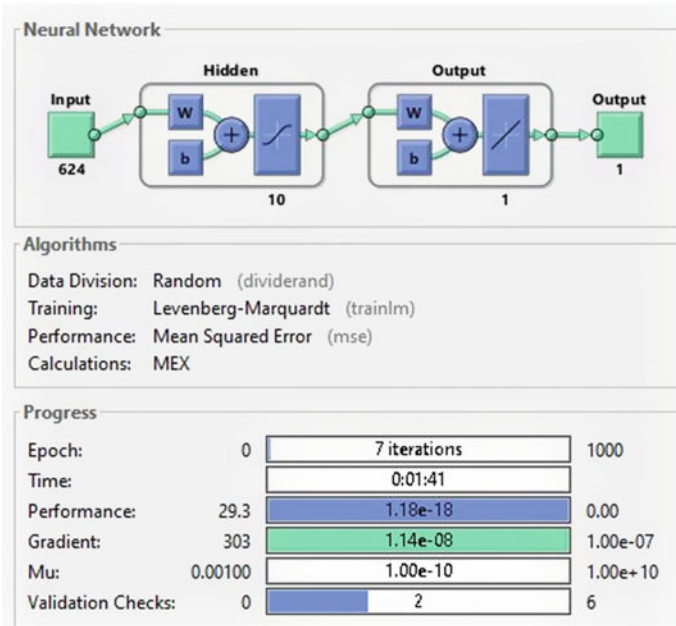 Neural Network
Hidden
Output
Input
W
b
+
W
b
+
Output
624
10
1
1
Algorithms
Data Division: Random (dividerand)
Training: Levenberg-Marquardt (trainlm)
Performance: Mean Squared Error (mse)
Calculations: MEX
Progress
Epoch: 0 7 iterations 1000
Time: 0:01:41
Performance: 29.3 1.18e-18 0.00
Gradient: 303 1.14e-08 1.00e-07
Mu: 0.00100 1.00e-10 1.00e+10
Validation Checks: 0 2 6